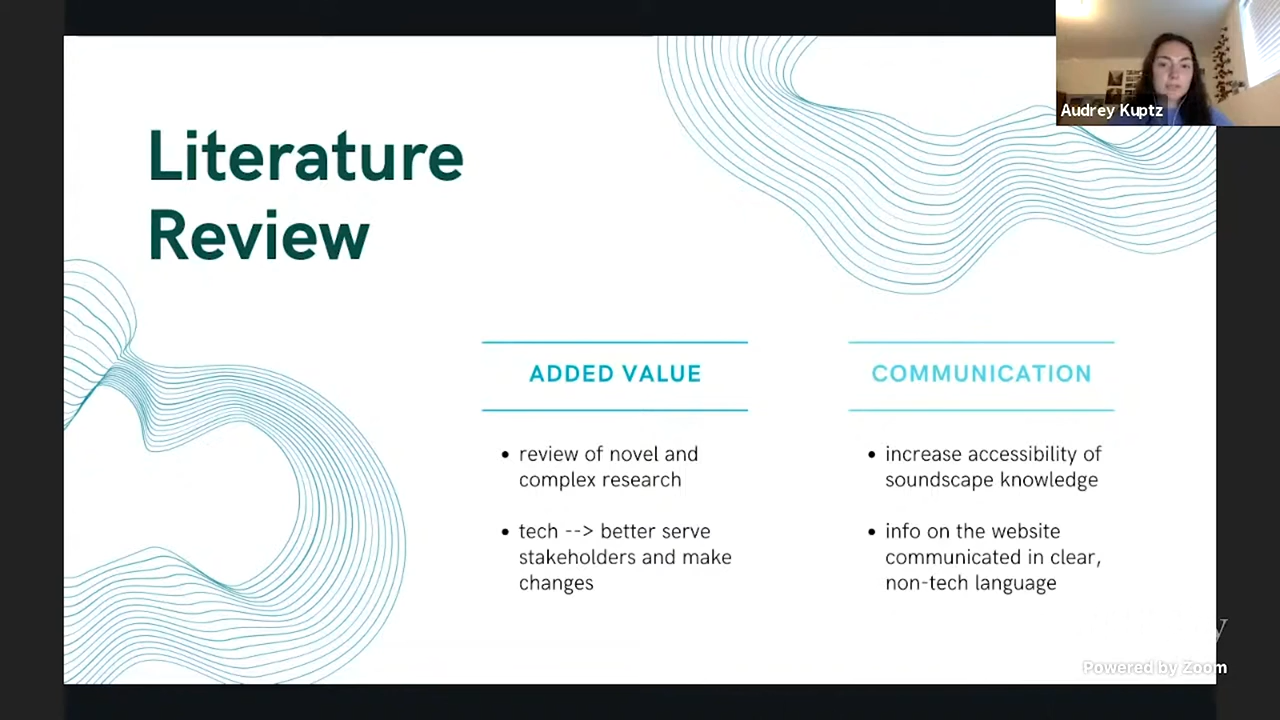 Audrey Kuptz
Literature
Review
ADDED VALUE
• review of novel and
complex research
• tech --> better serve
stakeholders and make
changes
COMMUNICATION
• increase accessibility of
soundscape knowledge
• info on the website
communicated in clear,
non-tech language
Powered by Zoom